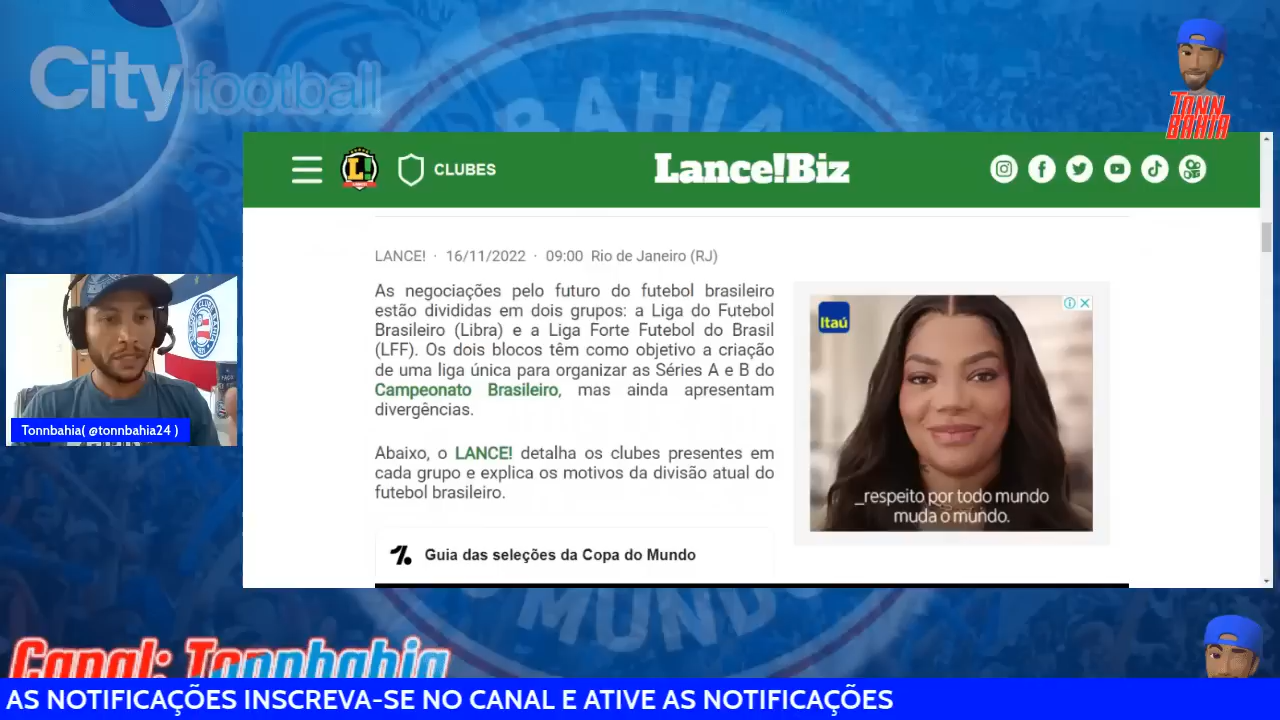 City football
BAHIA
TONN
BAHIA
CLUBES
Lance!Biz
LANCE! · 16/11/2022 · 09:00 Rio de Janeiro (RJ)
As negociações pelo futuro do futebol brasileiro
estão divididas em dois grupos: a Liga do Futebol
Brasileiro (Libra) e a Liga Forte Futebol do Brasil
(LFF). Os dois blocos têm como objetivo a criação
de uma liga única para organizar as Séries A e B do
Campeonato Brasileiro, mas ainda apresentam
divergências.
Abaixo, o LANCE! detalha os clubes presentes em
cada grupo e explica os motivos da divisão atual do
futebol brasileiro.
Guia das seleções da Copa do Mundo
Itaú
_respeito por todo mundo
muda o mundo.
Tonnbahia( @tonnbahia24 )
MUNDO
Canal: Tonnbahia
AS NOTIFICAÇÕES INSCREVA-SE NO CANAL E ATIVE AS NOTIFICAÇÕES